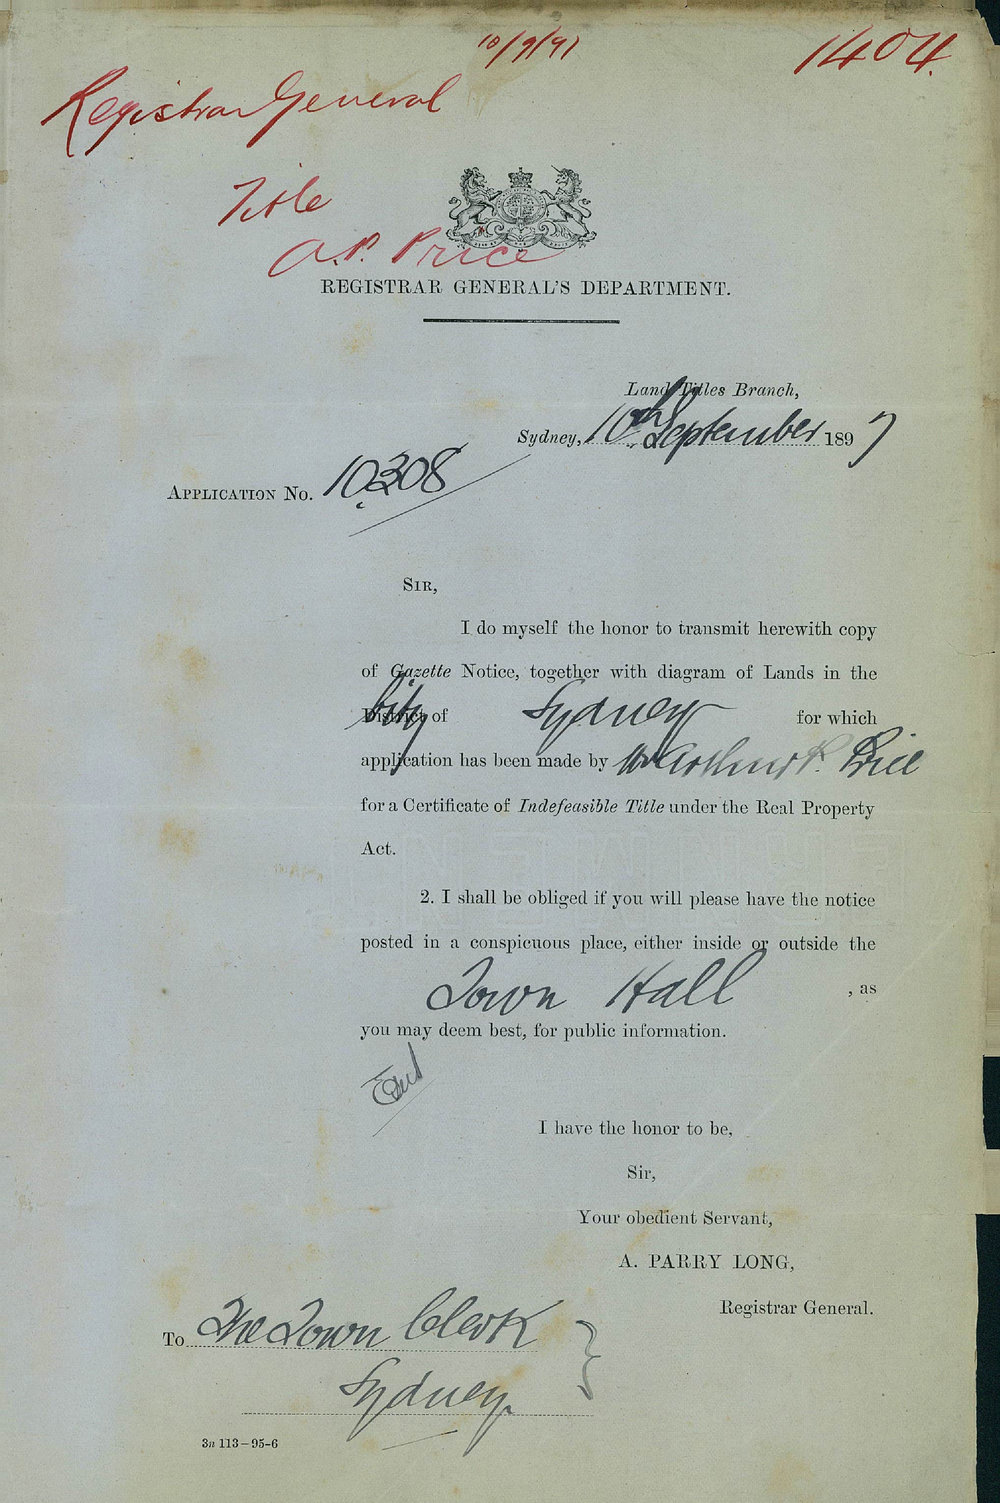 10/9/97
1404.
Registrar General
Title
A.P. Price
REGISTRAR GENERAL'S DEPARTMENT.
Land Titles Branch,
Sydney, 10th September 1897
APPLICATION NO. 10308
SIR,
I do myself the honor to transmit herewith copy
of Gazette Notice, together with diagram of Lands in the
District City of Sydney for which
application has been made by Mr Arthur P. Price
for a Certificate of Indefeasible Title under the Real Property
Act.
2. I shall be obliged if you will please have the notice
posted in a conspicuous place, either inside or outside the
Town Hall , as
you may deem best, for public information.
I have the honor to be,
Sir,
Your obedient Servant,
A. PARRY LONG,
Registrar General.
To The Town Clerk
Sydney.
3n 113–95–6